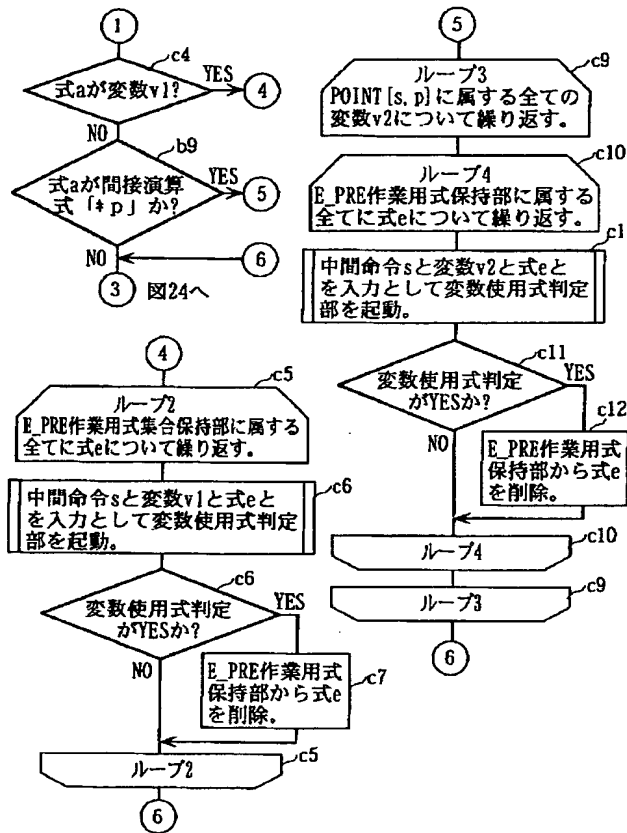 1
c4
式aが変数v1?
YES
4
NO
b9
式aが間接演算
式「*p」か?
YES
5
NO
6
3
図24へ
4
c5
ループ2
E_PRE作業用式集合保持部に属する
全てに式eについて繰り返す。
c6
中間命令sと変数v1と式eと
を入力として変数使用式判定
部を起動。
c6
変数使用式判定
がYESか?
YES
NO
c7
E_PRE作業用式
保持部から式e
を削除。
c5
ループ2
6
5
c9
ループ3
POINT[s,p]に属する全ての
変数v2について繰り返す。
c10
ループ4
E_PRE作業用式保持部に属する
全てに式eについて繰り返す。
c1
中間命令sと変数v2と式eと
を入力として変数使用式判定
部を起動。
c11
変数使用式判定
がYESか?
YES
NO
c12
E_PRE作業用式
保持部から式e
を削除。
c10
ループ4
c9
ループ3
6